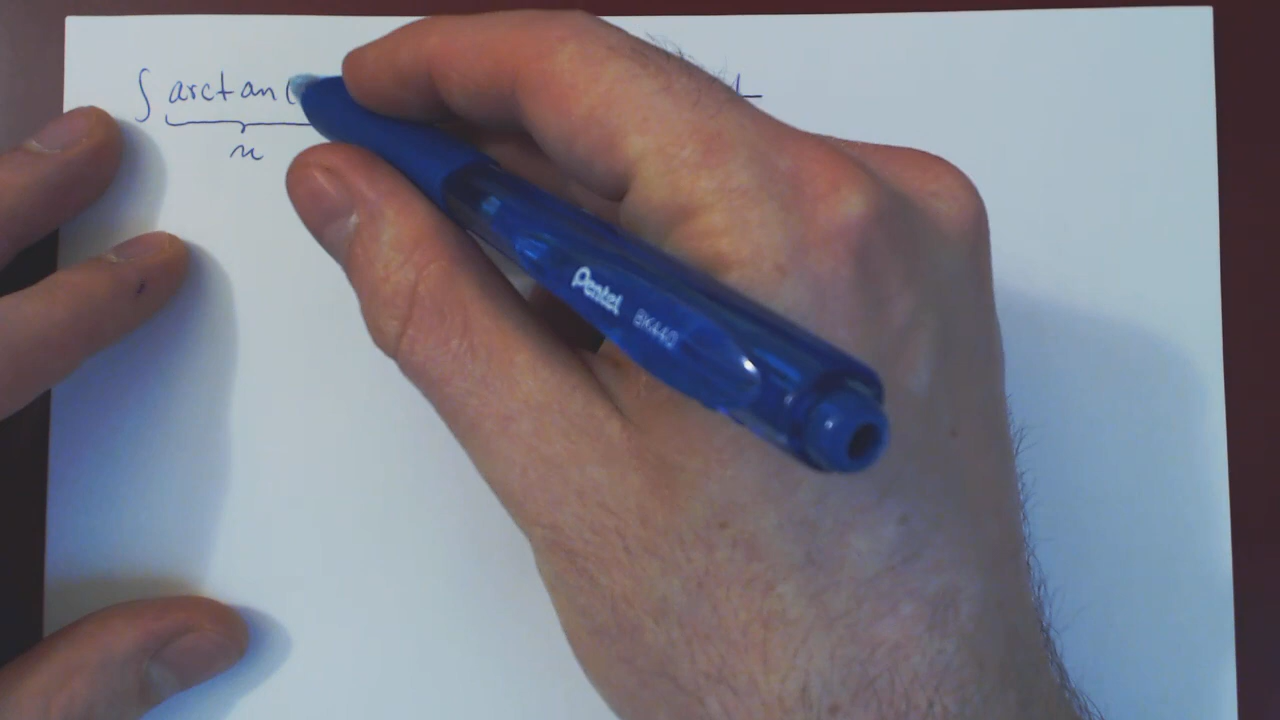 ∫ arctan(
u
Pentel BK440